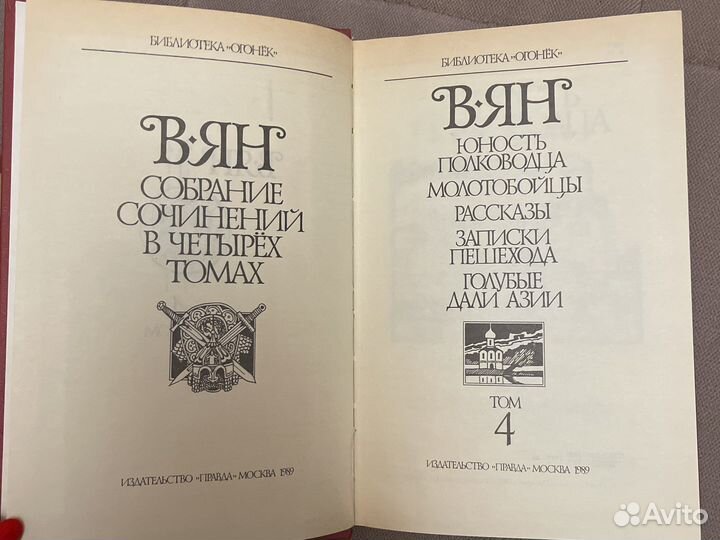 БИБЛИОТЕКА «ОГОНЁК»
В·ЯН
СОБРАНИЕ
СОЧИНЕНИЙ
В ЧЕТЫРЁХ
ТОМАХ
ИЗДАТЕЛЬСТВО «ПРАВДА» МОСКВА 1989
БИБЛИОТЕКА «ОГОНЁК»
В·ЯН
ЮНОСТЬ
ПОЛКОВОДЦА
МОЛОТОБОЙЦЫ
РАССКАЗЫ
ЗАПИСКИ
ПЕШЕХОДА
ГОЛУБЫЕ
ДАЛИ АЗИИ
ТОМ
4
ИЗДАТЕЛЬСТВО «ПРАВДА» МОСКВА 1989
Avito